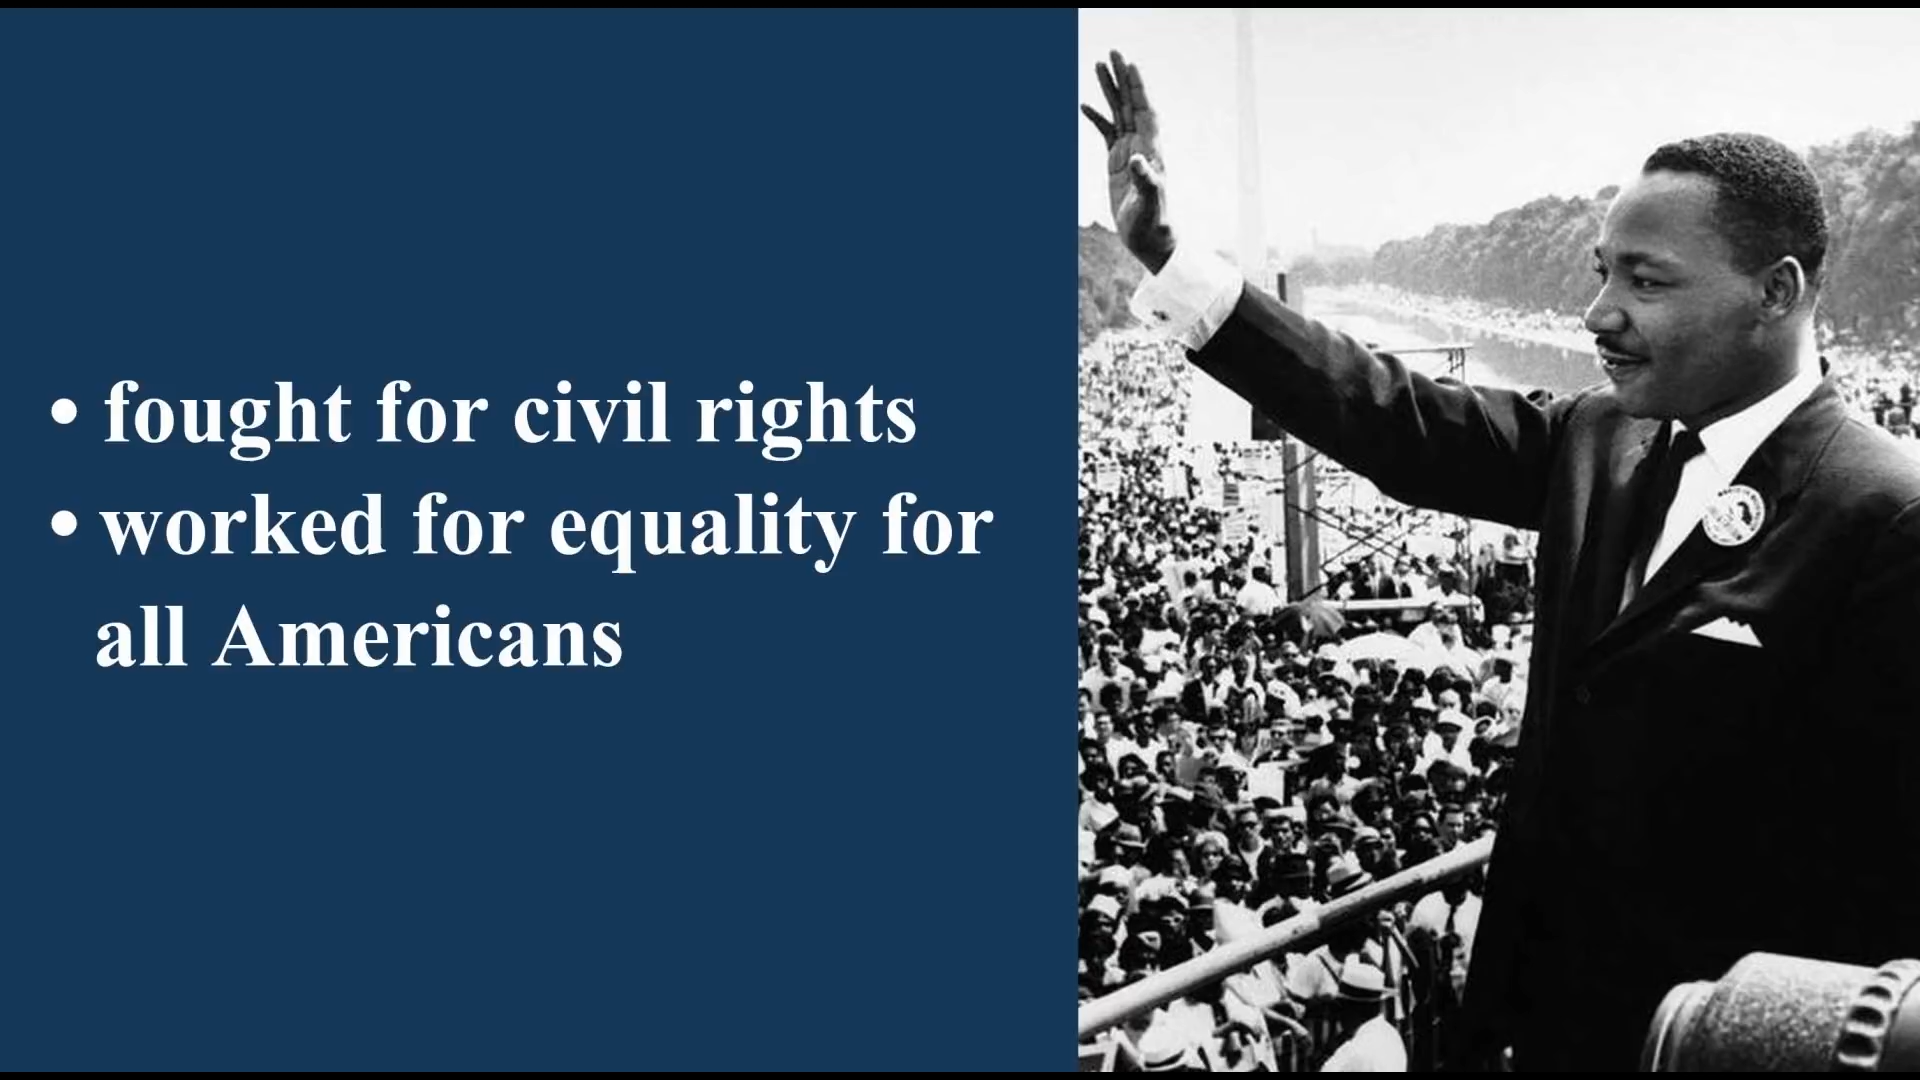 • fought for civil rights
• worked for equality for
all Americans